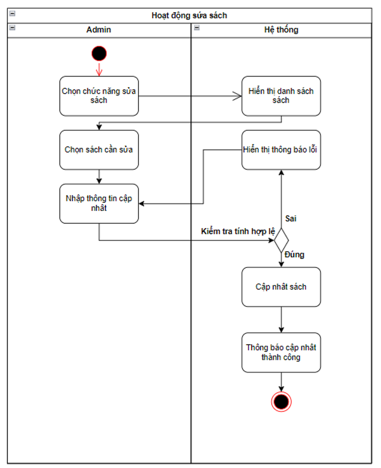 Hoạt động sửa sách
Admin
Hệ thống
Chọn chức năng sửa
sách
Hiển thị danh sách
sách
Chọn sách cần sửa
Hiển thị thông báo lỗi
Nhập thông tin cập
nhật
Sai
Kiểm tra tính hợp lệ
Đúng
Cập nhật sách
Thông báo cập nhật
thành công